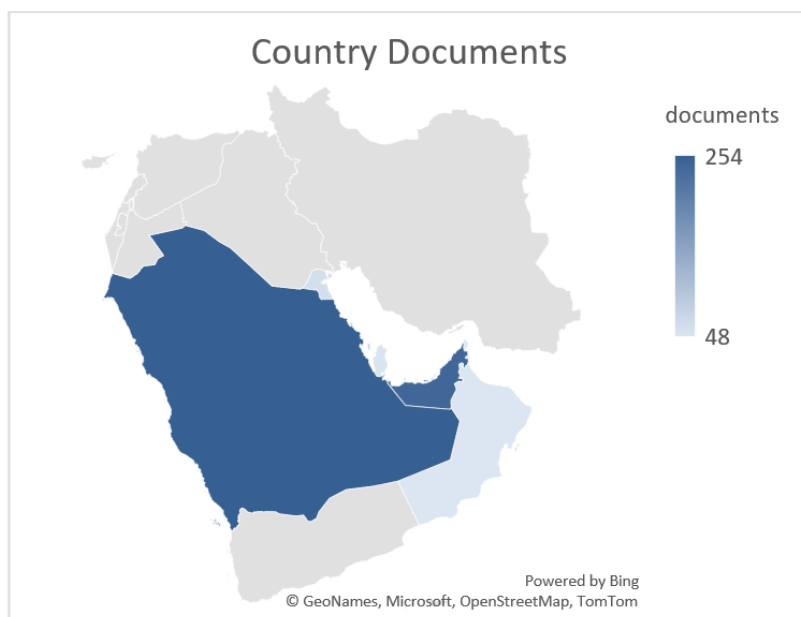 Country Documents
documents
254
48
Powered by Bing
© GeoNames, Microsoft, OpenStreetMap, TomTom